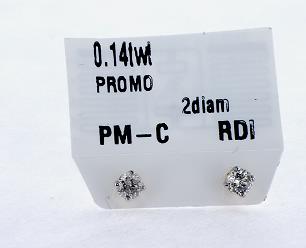 0.14twt
PROMO
2diam
PM-C RDI